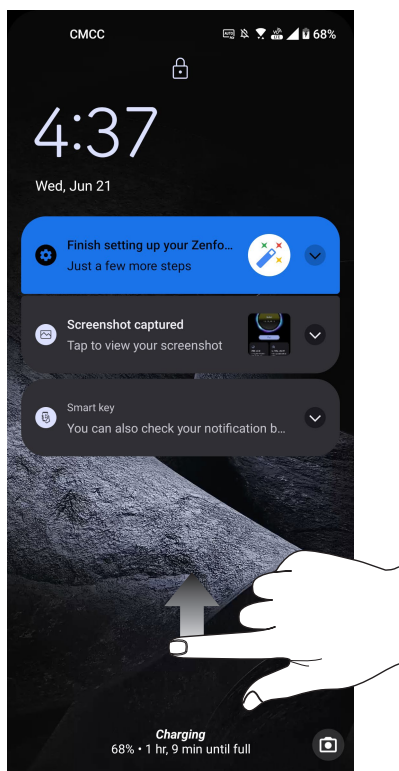 CMCC
68%
4:37
Wed, Jun 21
Finish setting up your Zenfo...
Just a few more steps
Screenshot captured
Tap to view your screenshot
Smart key
You can also check your notification b...
Charging
68% • 1 hr, 9 min until full